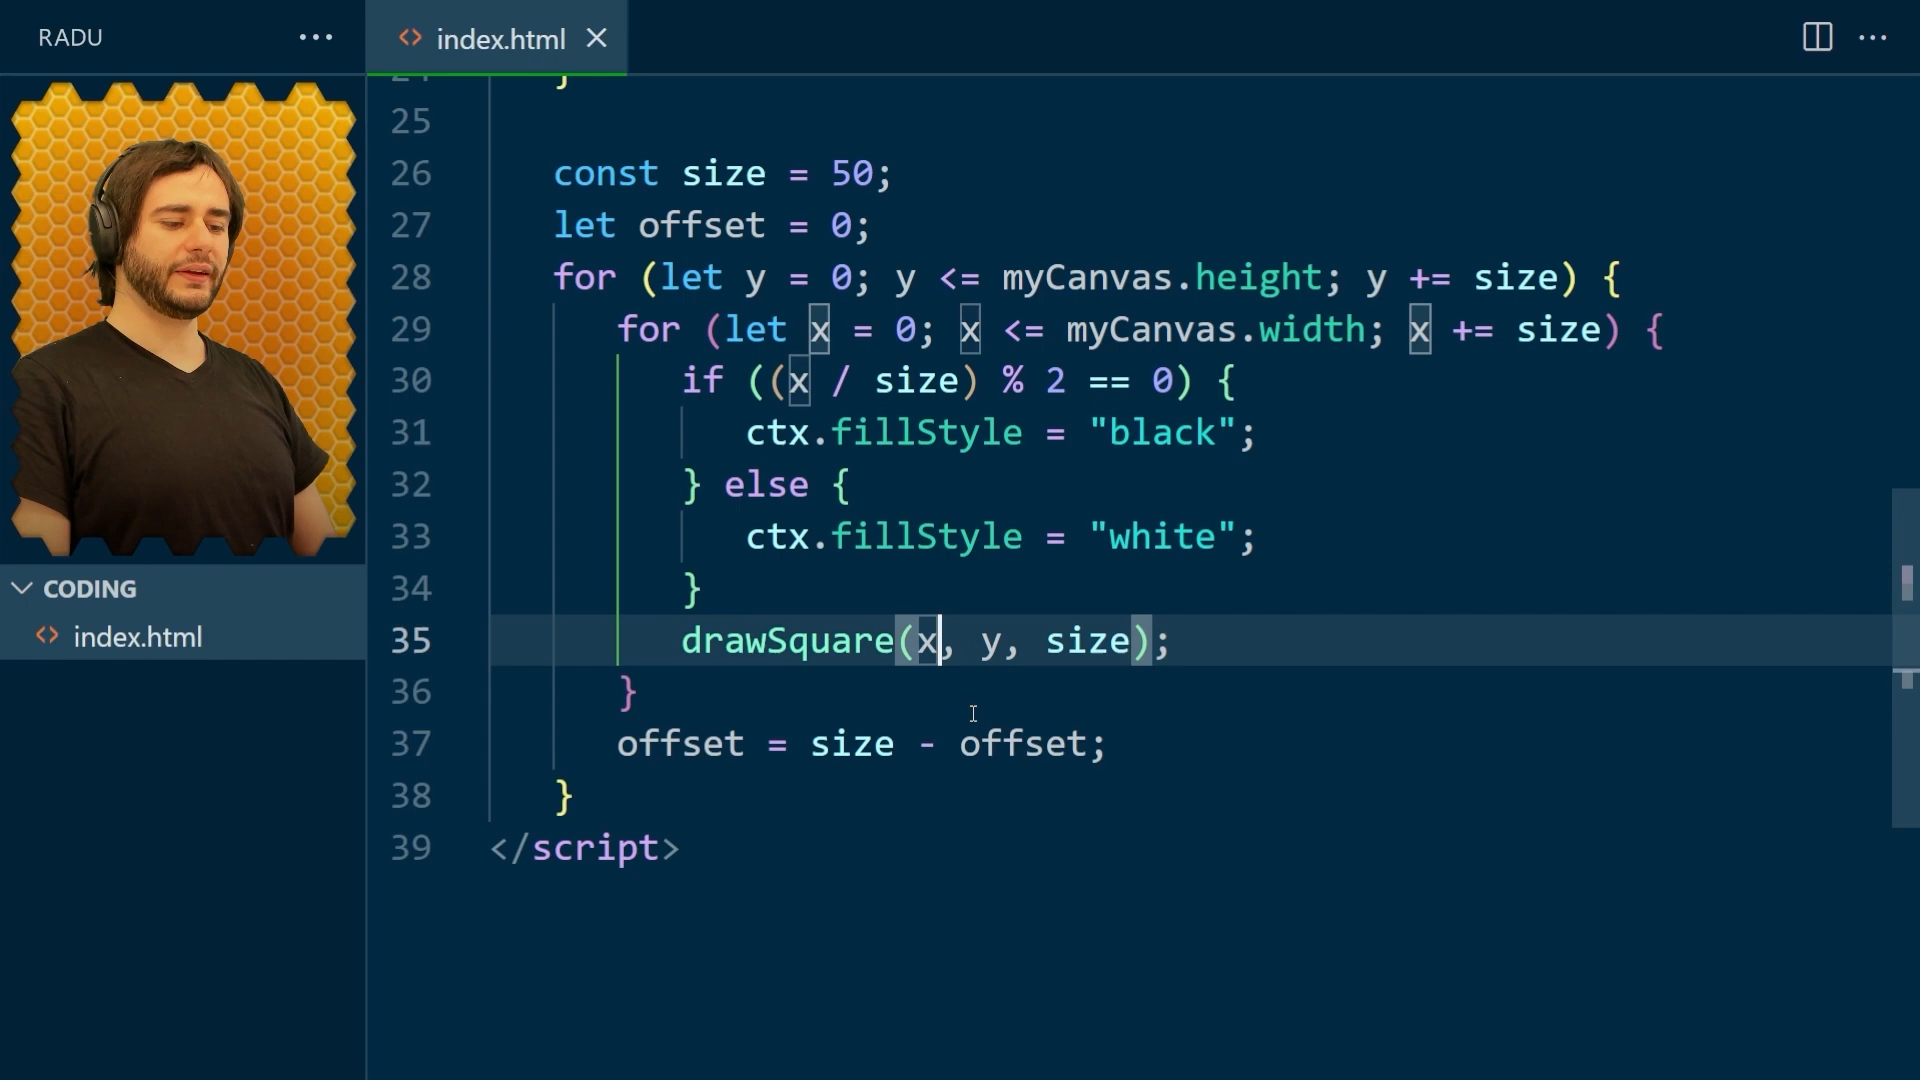 RADU
index.html
24 }
25
26 const size = 50;
27 let offset = 0;
28 for (let y = 0; y <= myCanvas.height; y += size) {
29 for (let x = 0; x <= myCanvas.width; x += size) {
30 if ((x / size) % 2 == 0) {
31 ctx.fillStyle = "black";
32 } else {
33 ctx.fillStyle = "white";
34 }
35 drawSquare(x, y, size);
36 }
37 offset = size - offset;
38 }
39 </script>
CODING
index.html